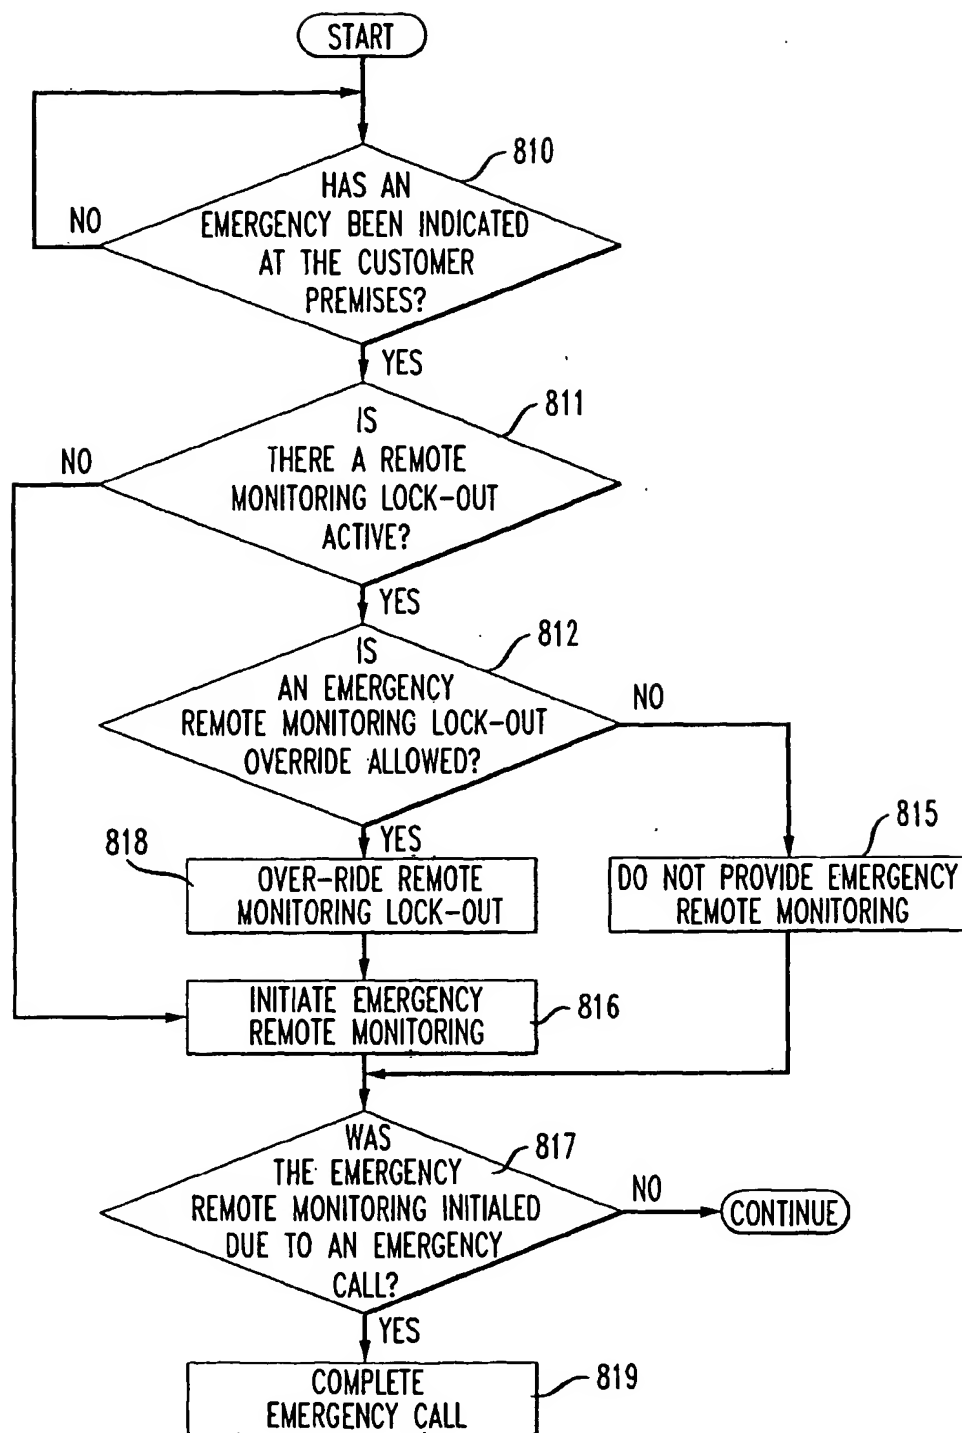 START
810
HAS AN
EMERGENCY BEEN INDICATED
AT THE CUSTOMER
PREMISES?
NO
YES
811
IS
THERE A REMOTE
MONITORING LOCK-OUT
ACTIVE?
NO
YES
812
IS
AN EMERGENCY
REMOTE MONITORING LOCK-OUT
OVERRIDE ALLOWED?
NO
YES
818
OVER-RIDE REMOTE
MONITORING LOCK-OUT
815
DO NOT PROVIDE EMERGENCY
REMOTE MONITORING
INITIATE EMERGENCY
REMOTE MONITORING
816
WAS
THE EMERGENCY
REMOTE MONITORING INITIALED
DUE TO AN EMERGENCY
CALL?
817
NO
CONTINUE
YES
COMPLETE
EMERGENCY CALL
819